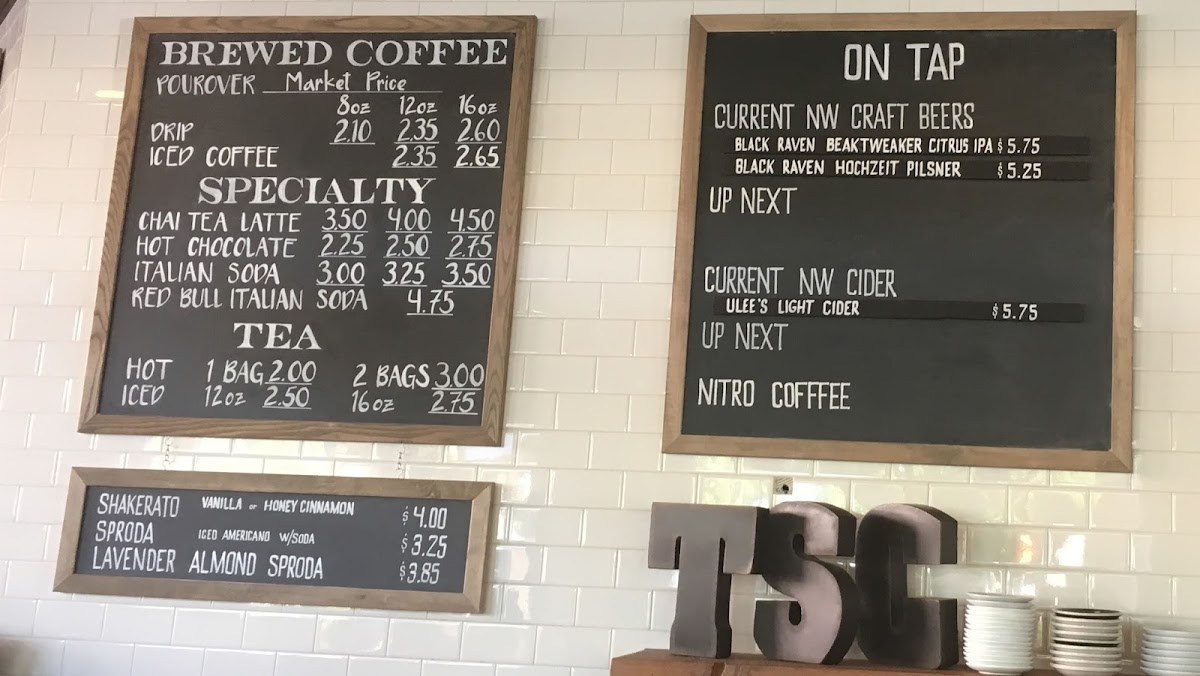 BREWED COFFEE
POUROVER Market Price
8oz 12oz 16oz
DRIP 2.10 2.35 2.60
ICED COFFEE 2.35 2.65
SPECIALTY
CHAI TEA LATTE 3.50 4.00 4.50
HOT CHOCOLATE 2.25 2.50 2.75
ITALIAN SODA 3.00 3.25 3.50
RED BULL ITALIAN SODA 4.75
TEA
HOT 1 BAG 2.00 2 BAGS 3.00
ICED 12oz 2.50 16oz 2.75
SHAKERATO VANILLA or HONEY CINNAMON $4.00
SPRODA ICED AMERICANO W/SODA $3.25
LAVENDER ALMOND SPRODA $3.85
ON TAP
CURRENT NW CRAFT BEERS
BLACK RAVEN BEAKTWEAKER CITRUS IPA $5.75
BLACK RAVEN HOCHZEIT PILSNER $5.25
UP NEXT
CURRENT NW CIDER
ULEE'S LIGHT CIDER $5.75
UP NEXT
NITRO COFFFEE
TSC